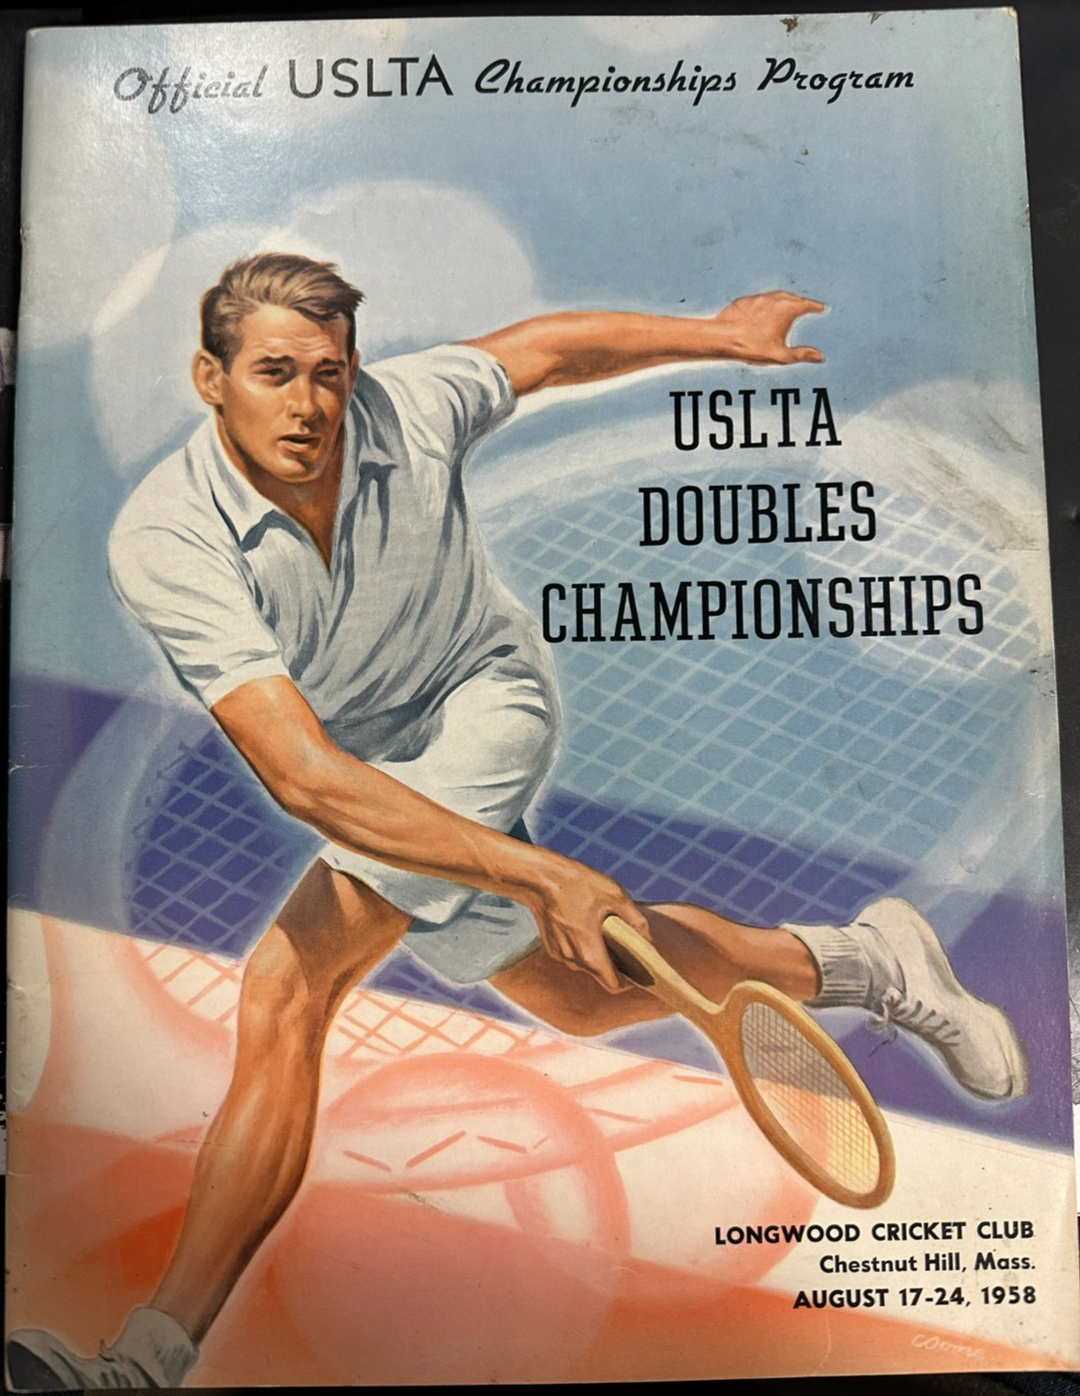 Official USLTA Championships Program
USLTA
DOUBLES
CHAMPIONSHIPS
LONGWOOD CRICKET CLUB
Chestnut Hill, Mass.
AUGUST 17-24, 1958